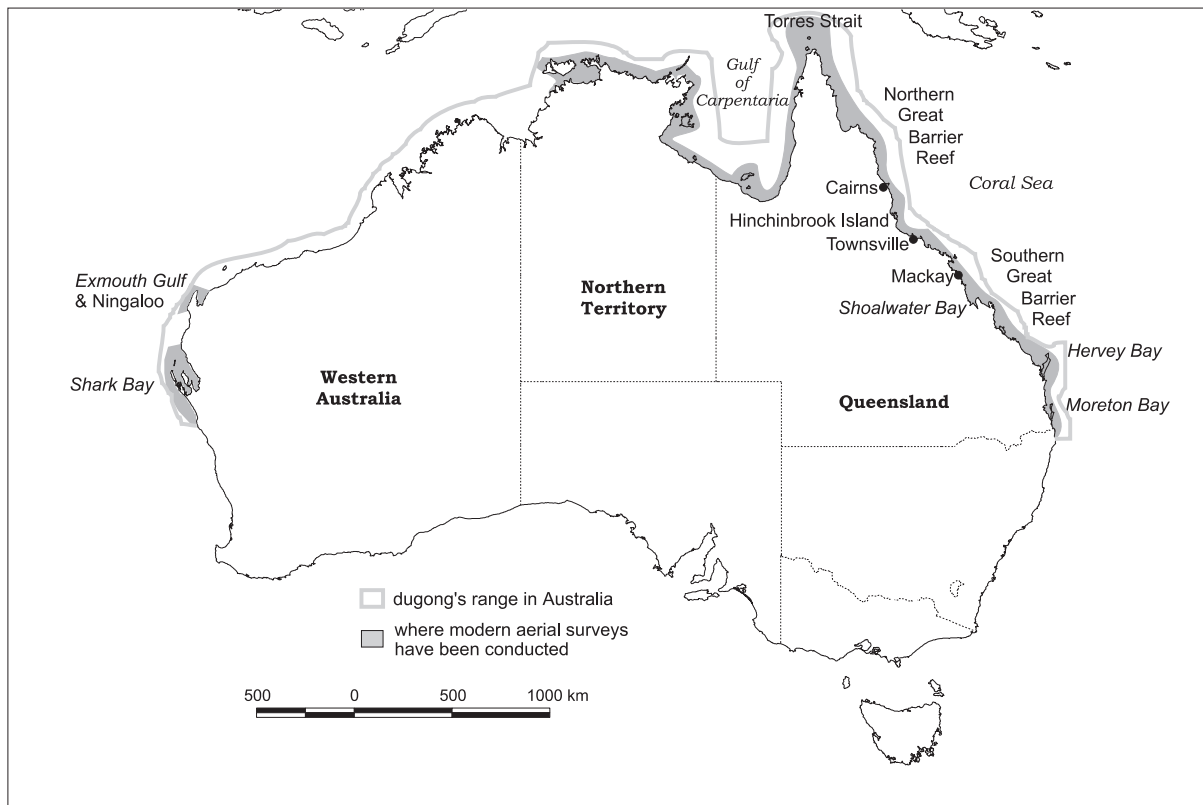 Torres Strait
Gulf
of
Carpentaria
Northern
Great
Barrier
Reef
Coral Sea
Cairns
Hinchinbrook Island
Townsville
Mackay
Southern
Great
Barrier
Reef
Shoalwater Bay
Exmouth Gulf
& Ningaloo
Northern
Territory
Hervey Bay
1
Shark Bay
Western
Australia
Queensland
Moreton Bay
dugong's range in Australia
where modern aerial surveys
have been conducted
500 0 500 1000 km